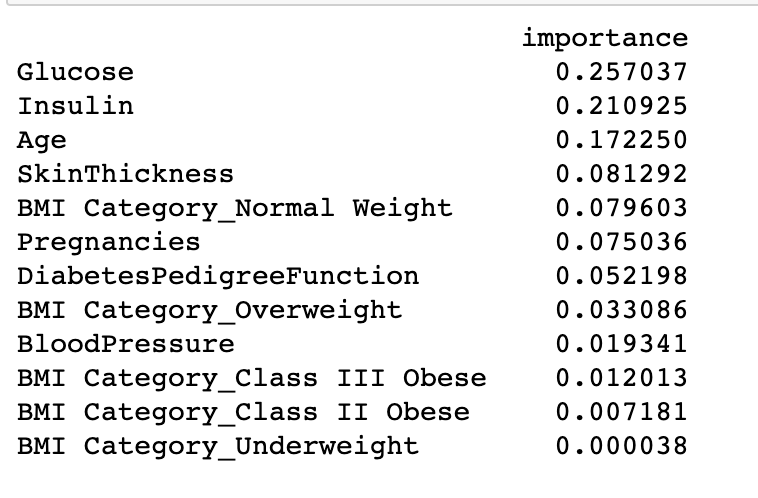 importance
Glucose 0.257037
Insulin 0.210925
Age 0.172250
SkinThickness 0.081292
BMI Category_Normal Weight 0.079603
Pregnancies 0.075036
DiabetesPedigreeFunction 0.052198
BMI Category_Overweight 0.033086
BloodPressure 0.019341
BMI Category_Class III Obese 0.012013
BMI Category_Class II Obese 0.007181
BMI Category_Underweight 0.000038